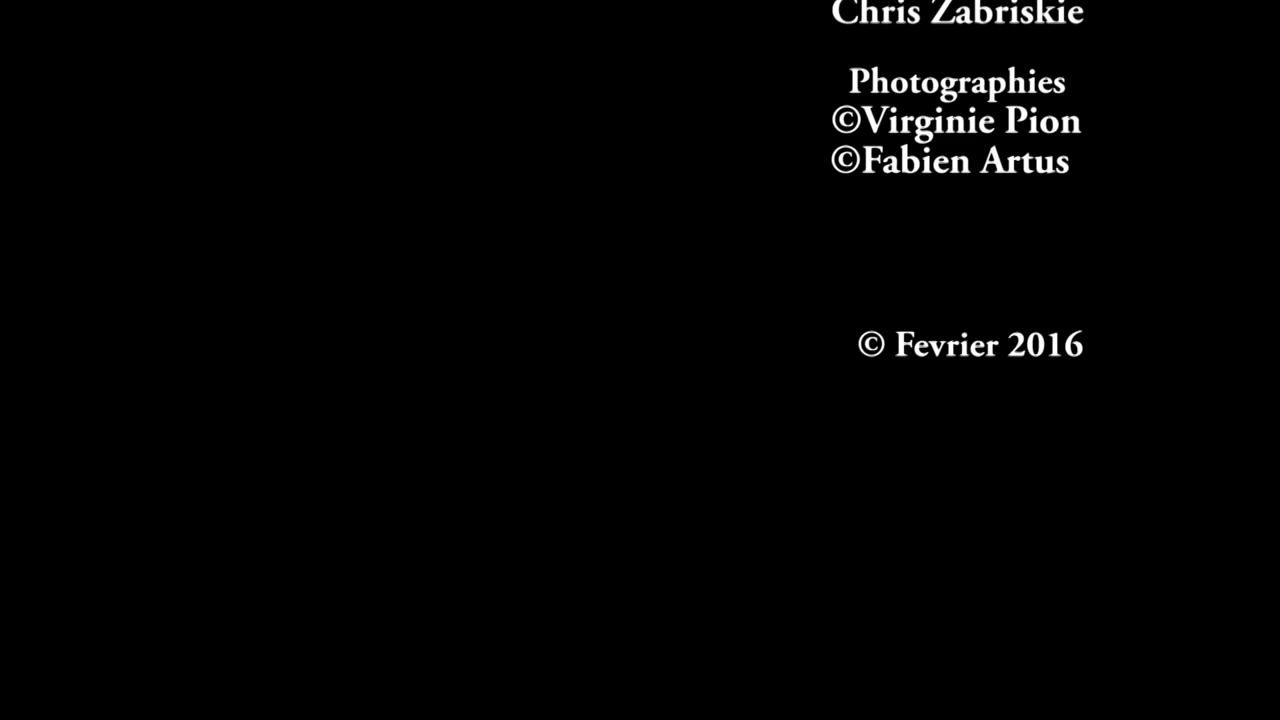 Chris Zabriskie
Photographies
©Virginie Pion
©Fabien Artus
© Fevrier 2016